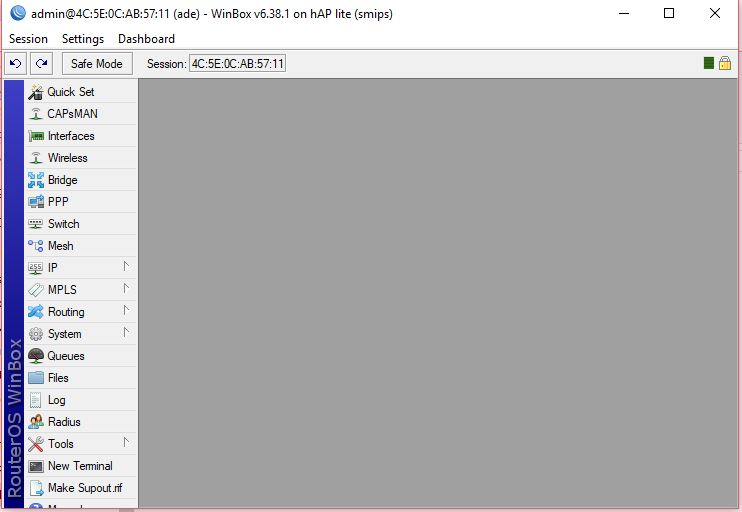 admin@4C:5E:0C:AB:57:11 (ade) - WinBox v6.38.1 on hAP lite (smips)
Session Settings Dashboard
Safe Mode Session: 4C:5E:0C:AB:57:11
Quick Set
CAPsMAN
Interfaces
Wireless
Bridge
PPP
Switch
Mesh
255 IP
MPLS
Routing
System
Queues
Files
Log
Radius
Tools
New Terminal
Make Supout.rif
RouterOS WinBox